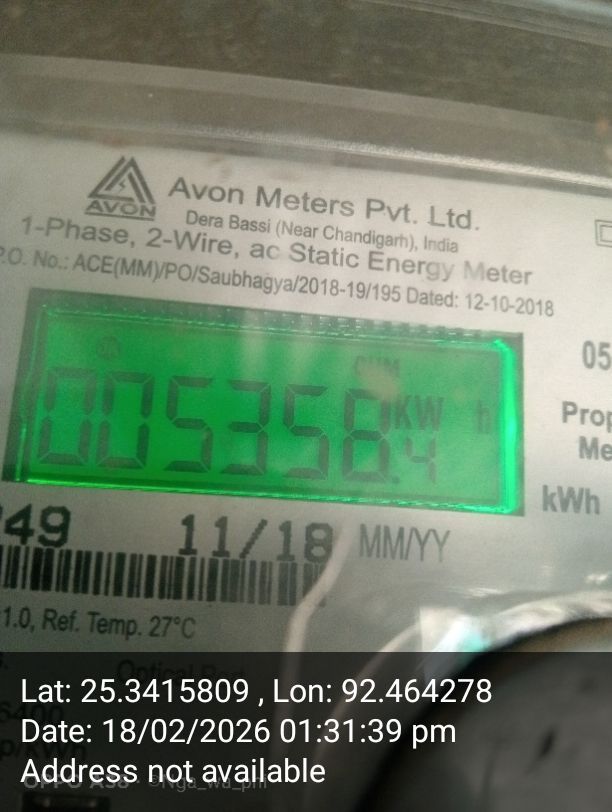 AVON
Avon Meters Pvt. Ltd.
Dera Bassi (Near Chandigarh), India
1-Phase, 2-Wire, ac Static Energy Meter
P.O. No.: ACE(MM)/PO/Saubhagya/2018-19/195 Dated: 12-10-2018
05
CUM
005358.4 KW h
Prop
Me
kWh
49 11/18 MM/YY
1.0, Ref. Temp. 27°C
Lat: 25.3415809 , Lon: 92.464278
Date: 18/02/2026 01:31:39 pm
Address not available